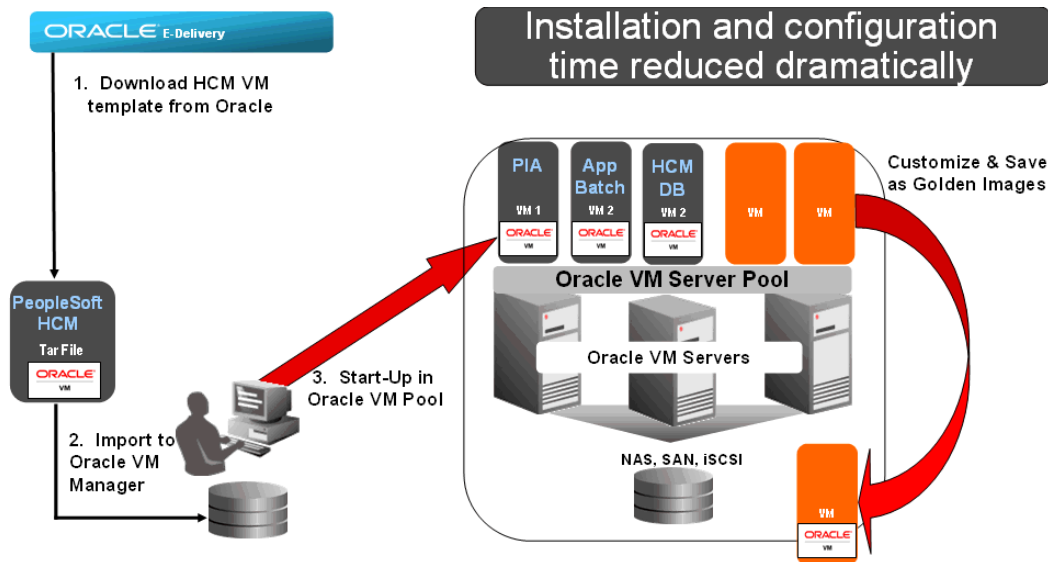 ORACLE E-Delivery
Installation and configuration
time reduced dramatically
1. Download HCM VM
template from Oracle
PeopleSoft
HCM
Tar File
ORACLE
VM
2. Import to
Oracle VM
Manager
3. Start-Up in
Oracle VM Pool
PIA
VM 1
ORACLE
VM
App
Batch
VM 2
ORACLE
VM
HCM
DB
VM 2
ORACLE
VM
VM
VM
Customize & Save
as Golden Images
Oracle VM Server Pool
Oracle VM Servers
NAS, SAN, iSCSI
VM
ORACLE
VM